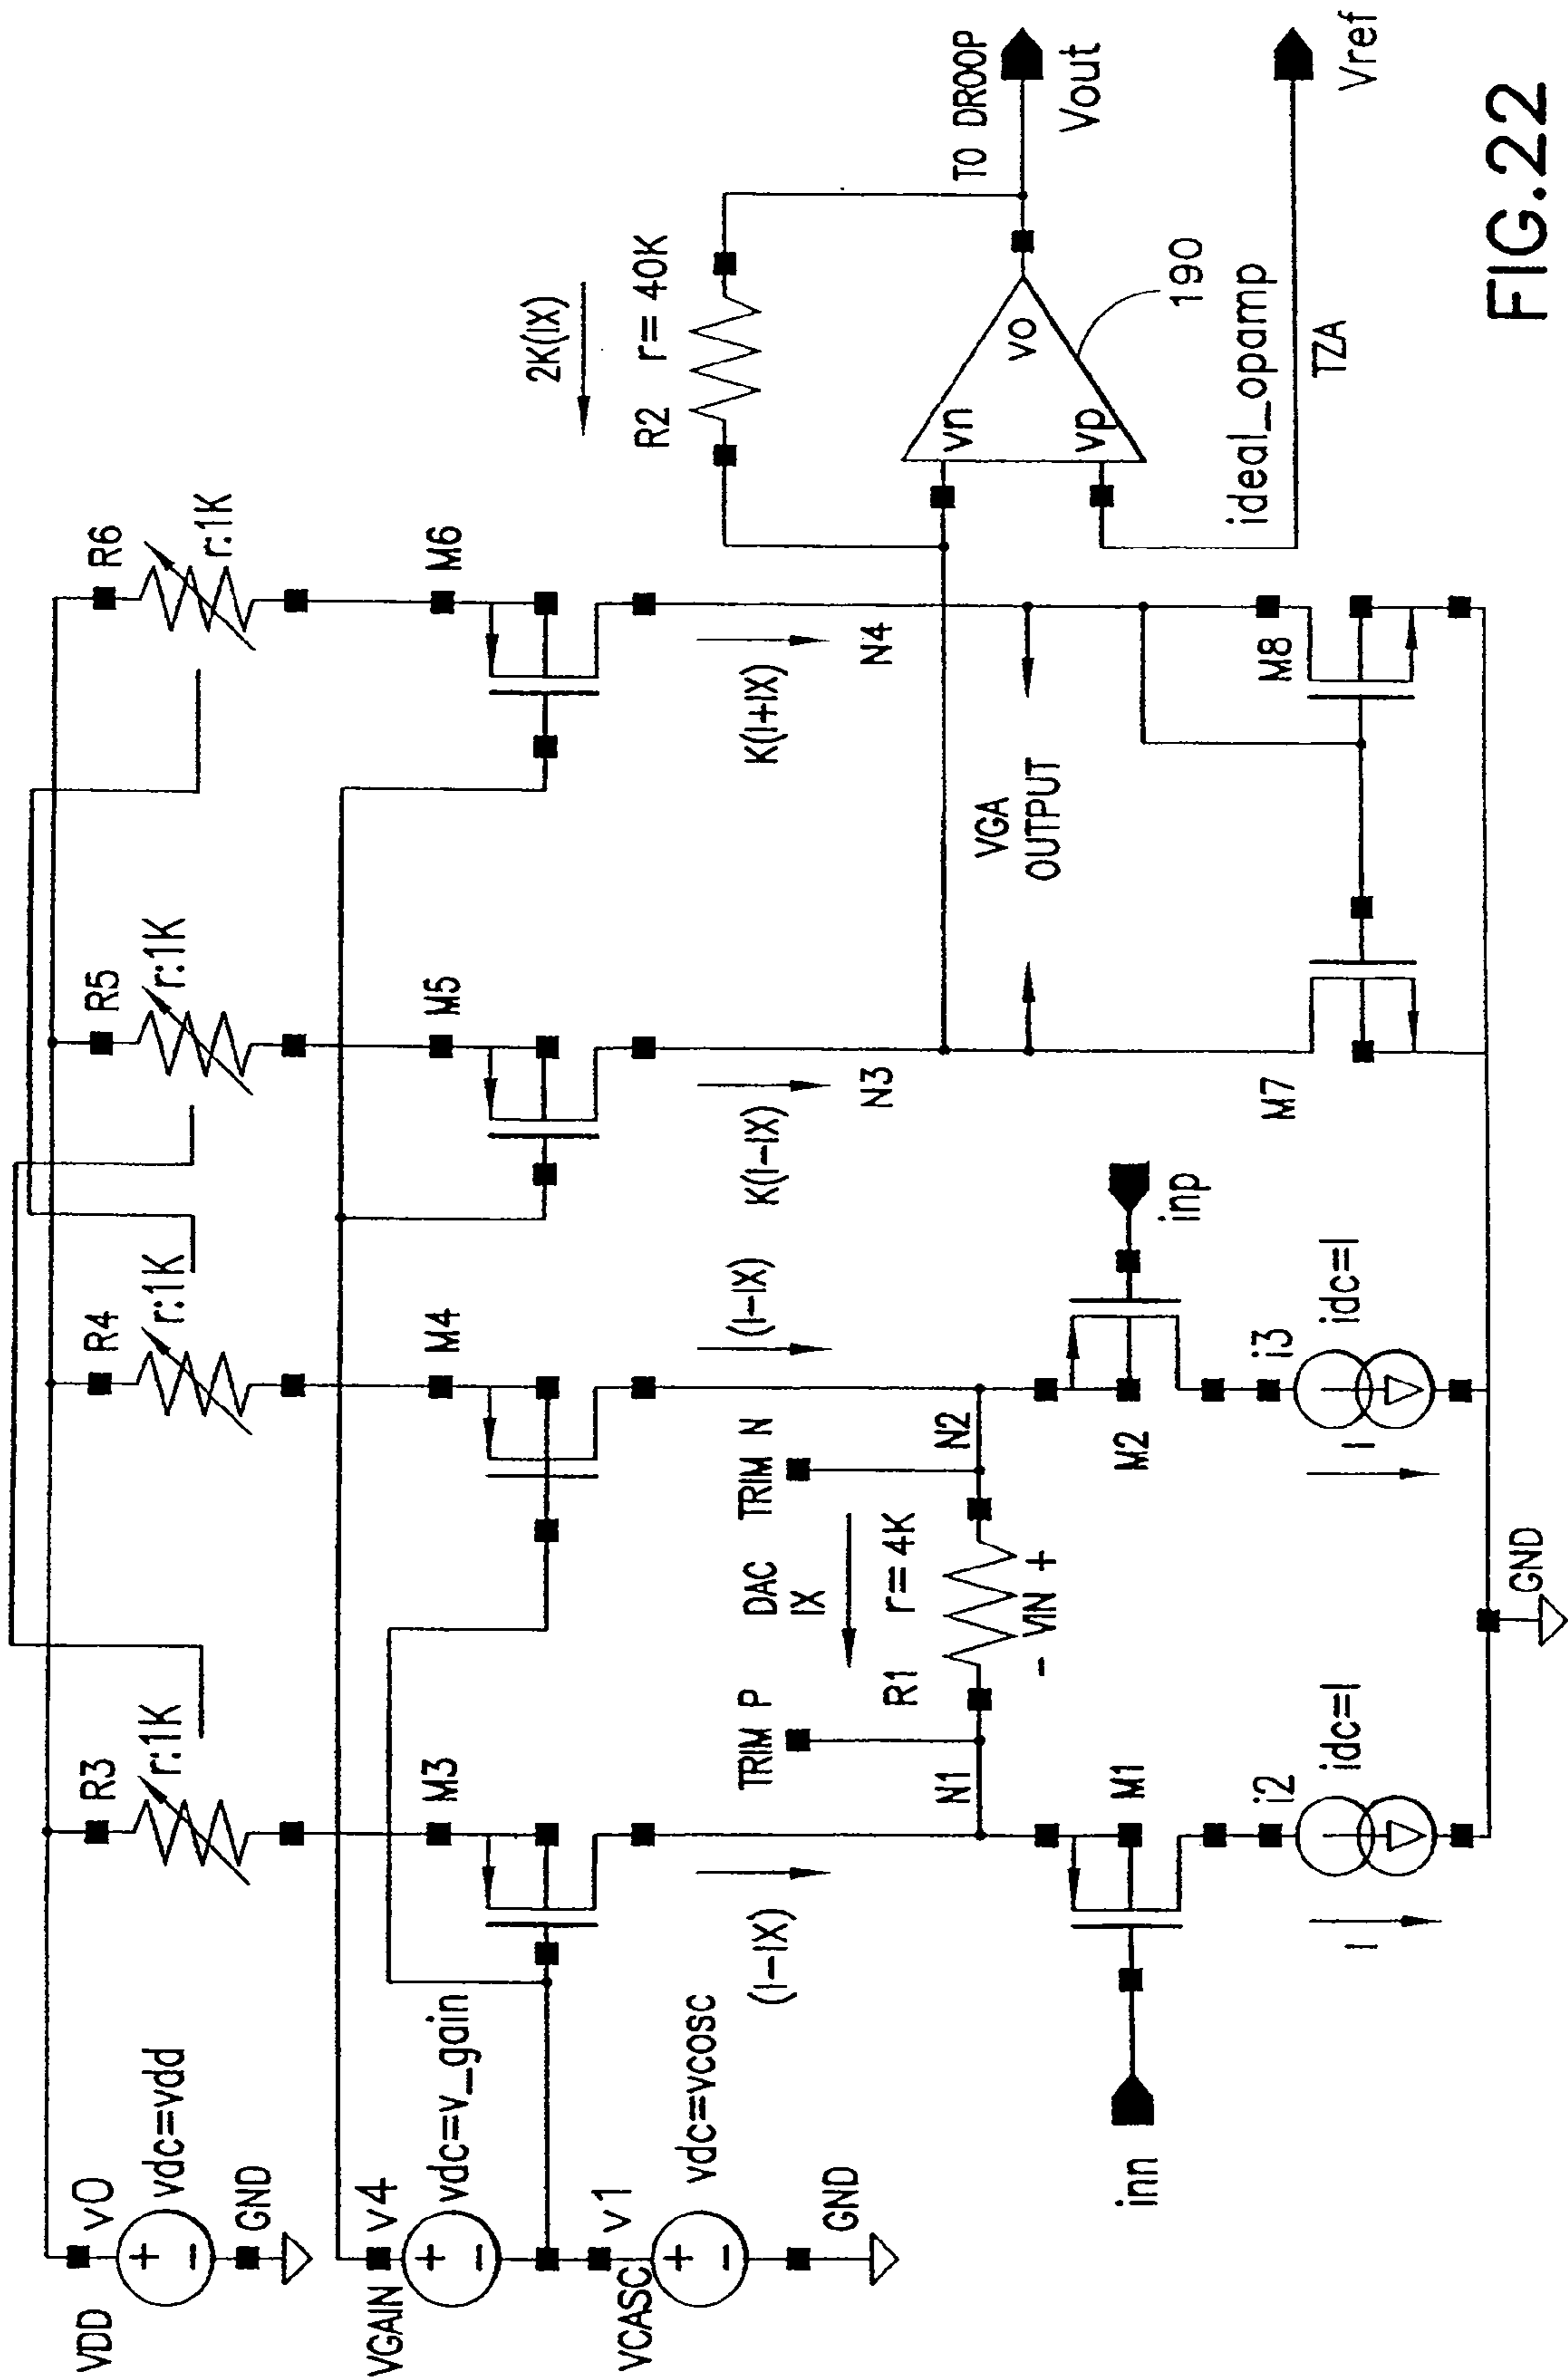 VDD
v0
vdc=vdd
GND
VGAIN
v4
vdc=v_gain
VCASC
v1
vdc=vcosc
GND
R3
r:1K
R4
r:1K
R5
r:1K
R6
r:1K
M3
M4
M5
M6
(I-IX)
(I-IX)
K(I-IX)
K(I+IX)
N3
N4
TRIM P
DAC
TRIM N
IX
R1
r=4K
N1
N2
- VIN +
inn
M1
M2
inp
i2
idc=I
I
i3
idc=I
I
GND
VGA
OUTPUT
M7
M8
2K(IX)
R2
r=40K
vn
vp
vo
190
ideal_opamp
TZA
TO DROOP
Vout
Vref
FIG.22